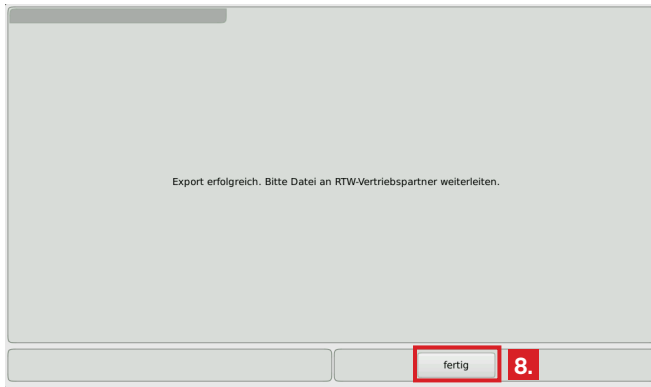 Export erfolgreich. Bitte Datei an RTW-Vertriebspartner weiterleiten.
fertig
8.